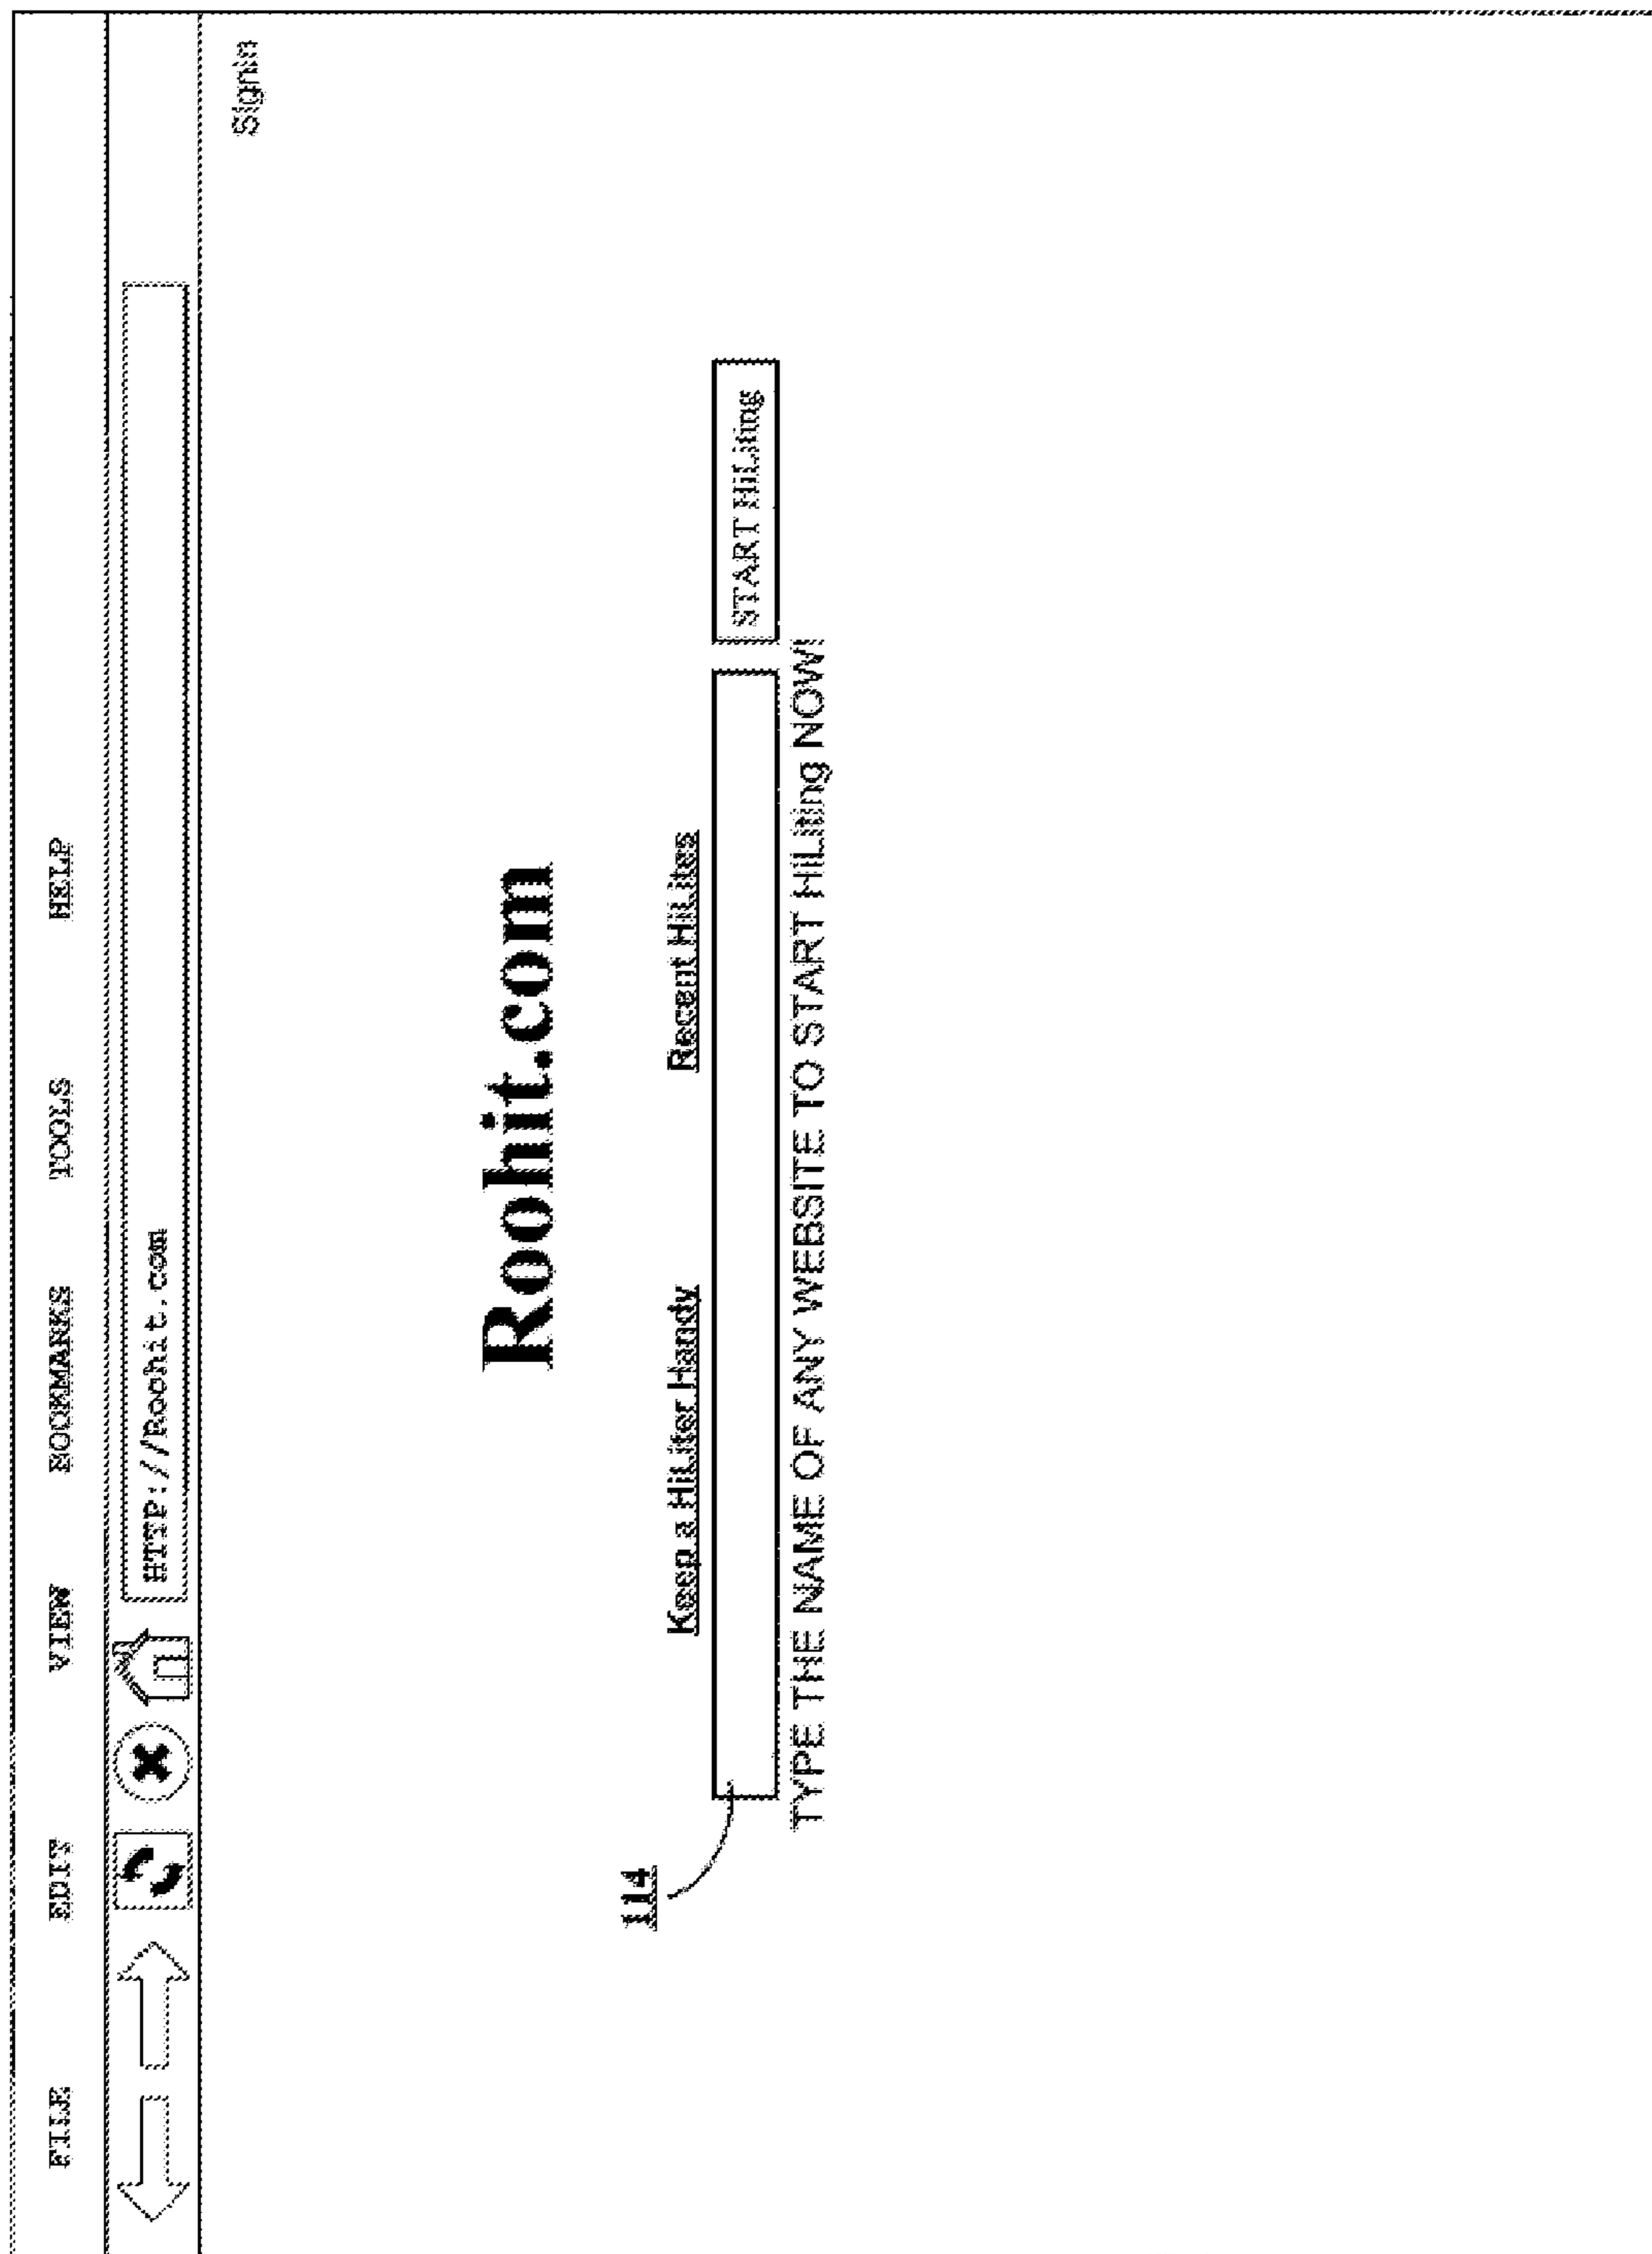 FILE EDIT VIEW BOOKMARKS TOOLS HELP
HTTP://Roohit.com
Signin
Roohit.com
Keep a HiLiter Handy Recent HiLites
114
START HiLiting
TYPE THE NAME OF ANY WEBSITE TO START HiLiting NOW!